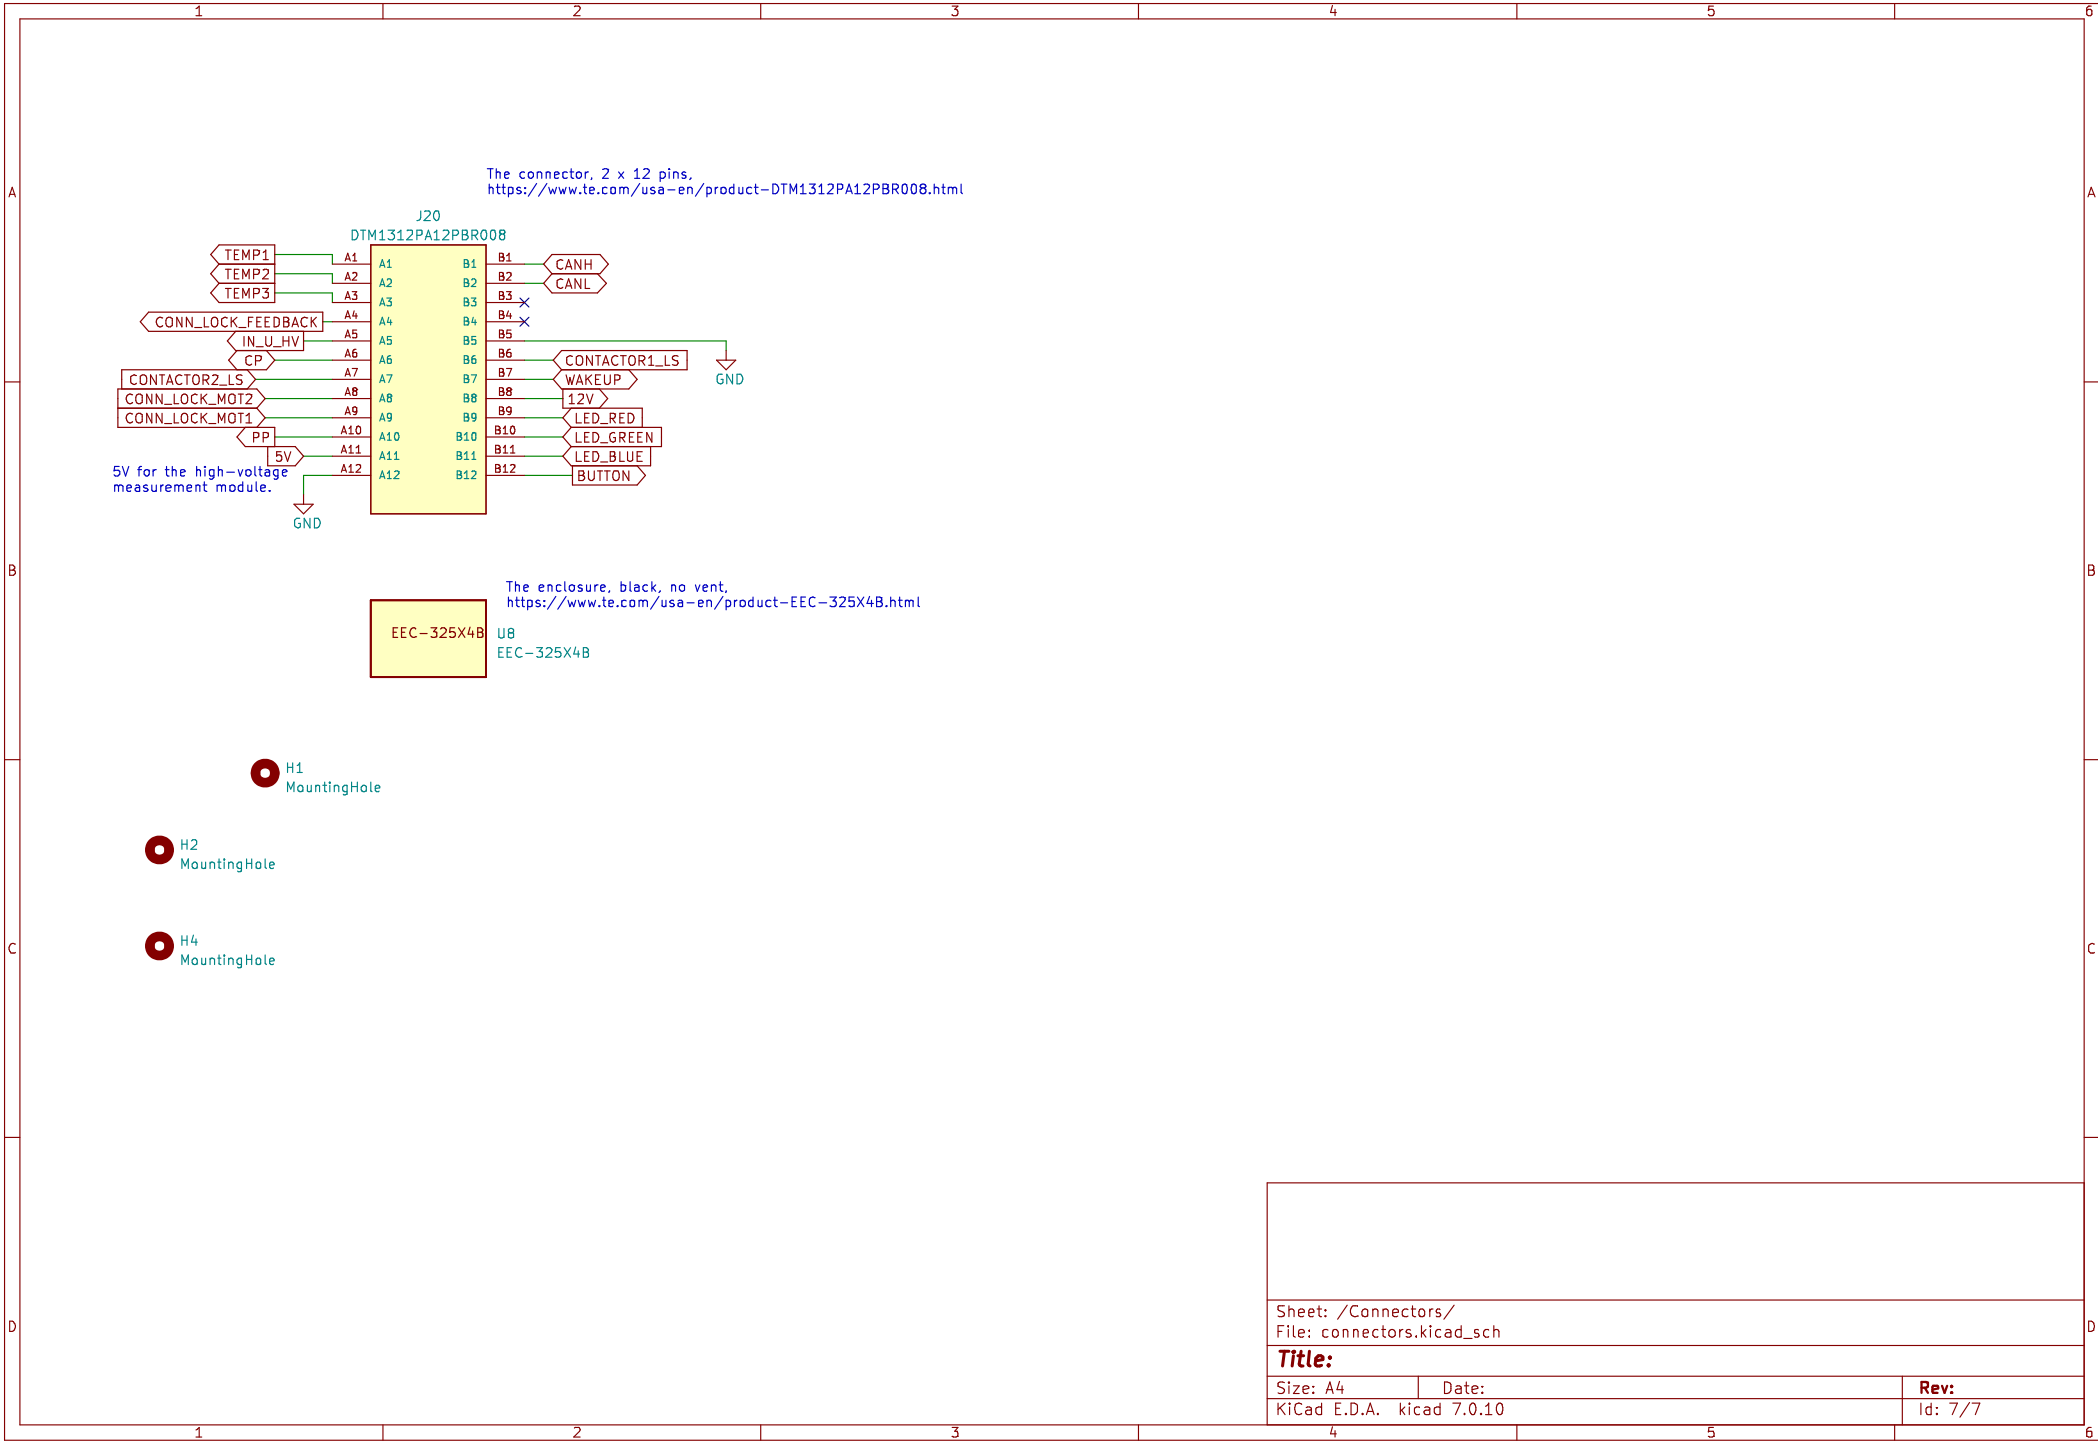 1 2 3 4 5 6
A
A
The connector, 2 x 12 pins,
https://www.te.com/usa-en/product-DTM1312PA12PBR008.html
J20
DTM1312PA12PBR008
TEMP1 A1 A1 B1 B1 CANH
TEMP2 A2 A2 B2 B2 CANL
TEMP3 A3 A3 B3 B3
CONN_LOCK_FEEDBACK A4 A4 B4 B4
IN_U_HV A5 A5 B5 B5
CP A6 A6 B6 B6 CONTACTOR1_LS
GND
CONTACTOR2_LS A7 A7 B7 B7 WAKEUP
CONN_LOCK_MOT2 A8 A8 B8 B8 12V
CONN_LOCK_MOT1 A9 A9 B9 B9 LED_RED
PP A10 A10 B10 B10 LED_GREEN
5V A11 A11 B11 B11 LED_BLUE
A12 A12 B12 B12 BUTTON
5V for the high-voltage
measurement module.
GND
B
B
The enclosure, black, no vent,
https://www.te.com/usa-en/product-EEC-325X4B.html
EEC-325X4B
U8
EEC-325X4B
H1
MountingHole
H2
MountingHole
H4
MountingHole
C
C
D
D
Sheet: /Connectors/
File: connectors.kicad_sch
Title:
Size: A4 Date: Rev:
KiCad E.D.A. kicad 7.0.10 Id: 7/7
1 2 3 4 5 6